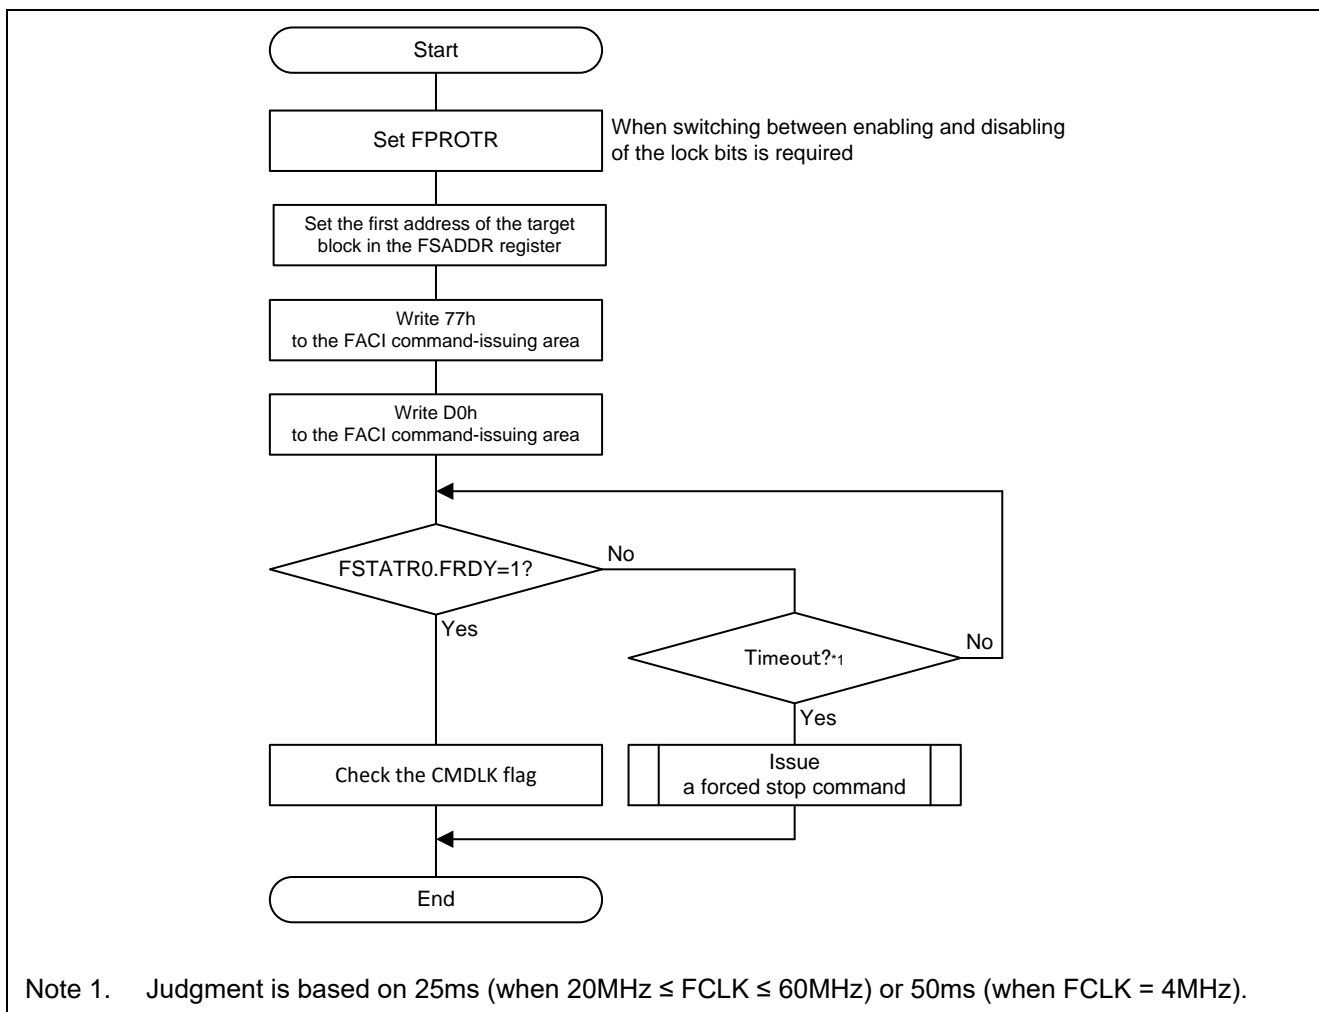 Start
Set FPROTR
When switching between enabling and disabling
of the lock bits is required
Set the first address of the target
block in the FSADDR register
Write 77h
to the FACI command-issuing area
Write D0h
to the FACI command-issuing area
FSTATR0.FRDY=1?
No
Yes
Timeout?*1
No
Yes
Check the CMDLK flag
Issue
a forced stop command
End
Note 1. Judgment is based on 25ms (when 20MHz ≤ FCLK ≤ 60MHz) or 50ms (when FCLK = 4MHz).